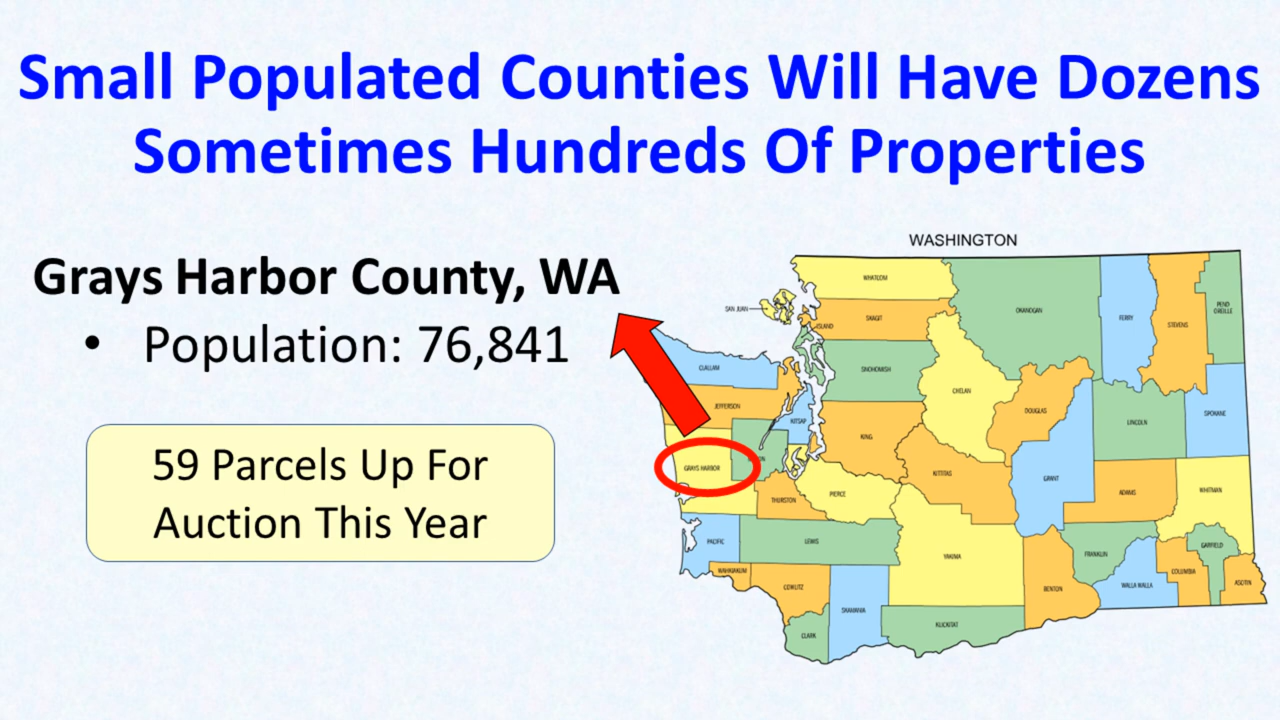 Small Populated Counties Will Have Dozens
Sometimes Hundreds Of Properties
WASHINGTON
Grays Harbor County, WA
• Population: 76,841
59 Parcels Up For
Auction This Year
WHATCOM
SAN JUAN
SKAGIT
ISLAND
OKANOGAN
FERRY
STEVENS
PEND
OREILLE
CLALLAM
SNOHOMISH
CHELAN
JEFFERSON
KITSAP
DOUGLAS
LINCOLN
SPOKANE
KING
GRAYS HARBOR
KITTITAS
GRANT
ADAMS
WHITMAN
THURSTON
PIERCE
PACIFIC
LEWIS
YAKIMA
FRANKLIN
GARFIELD
WAHKIAKUM
COWLITZ
COLUMBIA
WALLA WALLA
ASOTIN
BENTON
SKAMANIA
KLICKITAT
CLARK